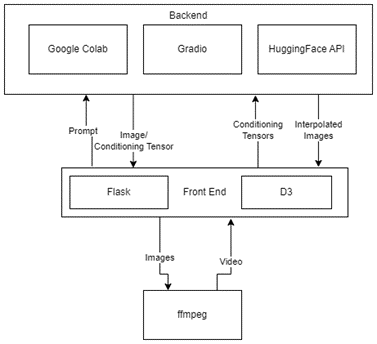 Backend
Google Colab
Gradio
HuggingFace API
Prompt
Image/
Conditioning Tensor
Conditioning
Tensors
Interpolated
Images
Flask
Front End
D3
Images
Video
ffmpeg